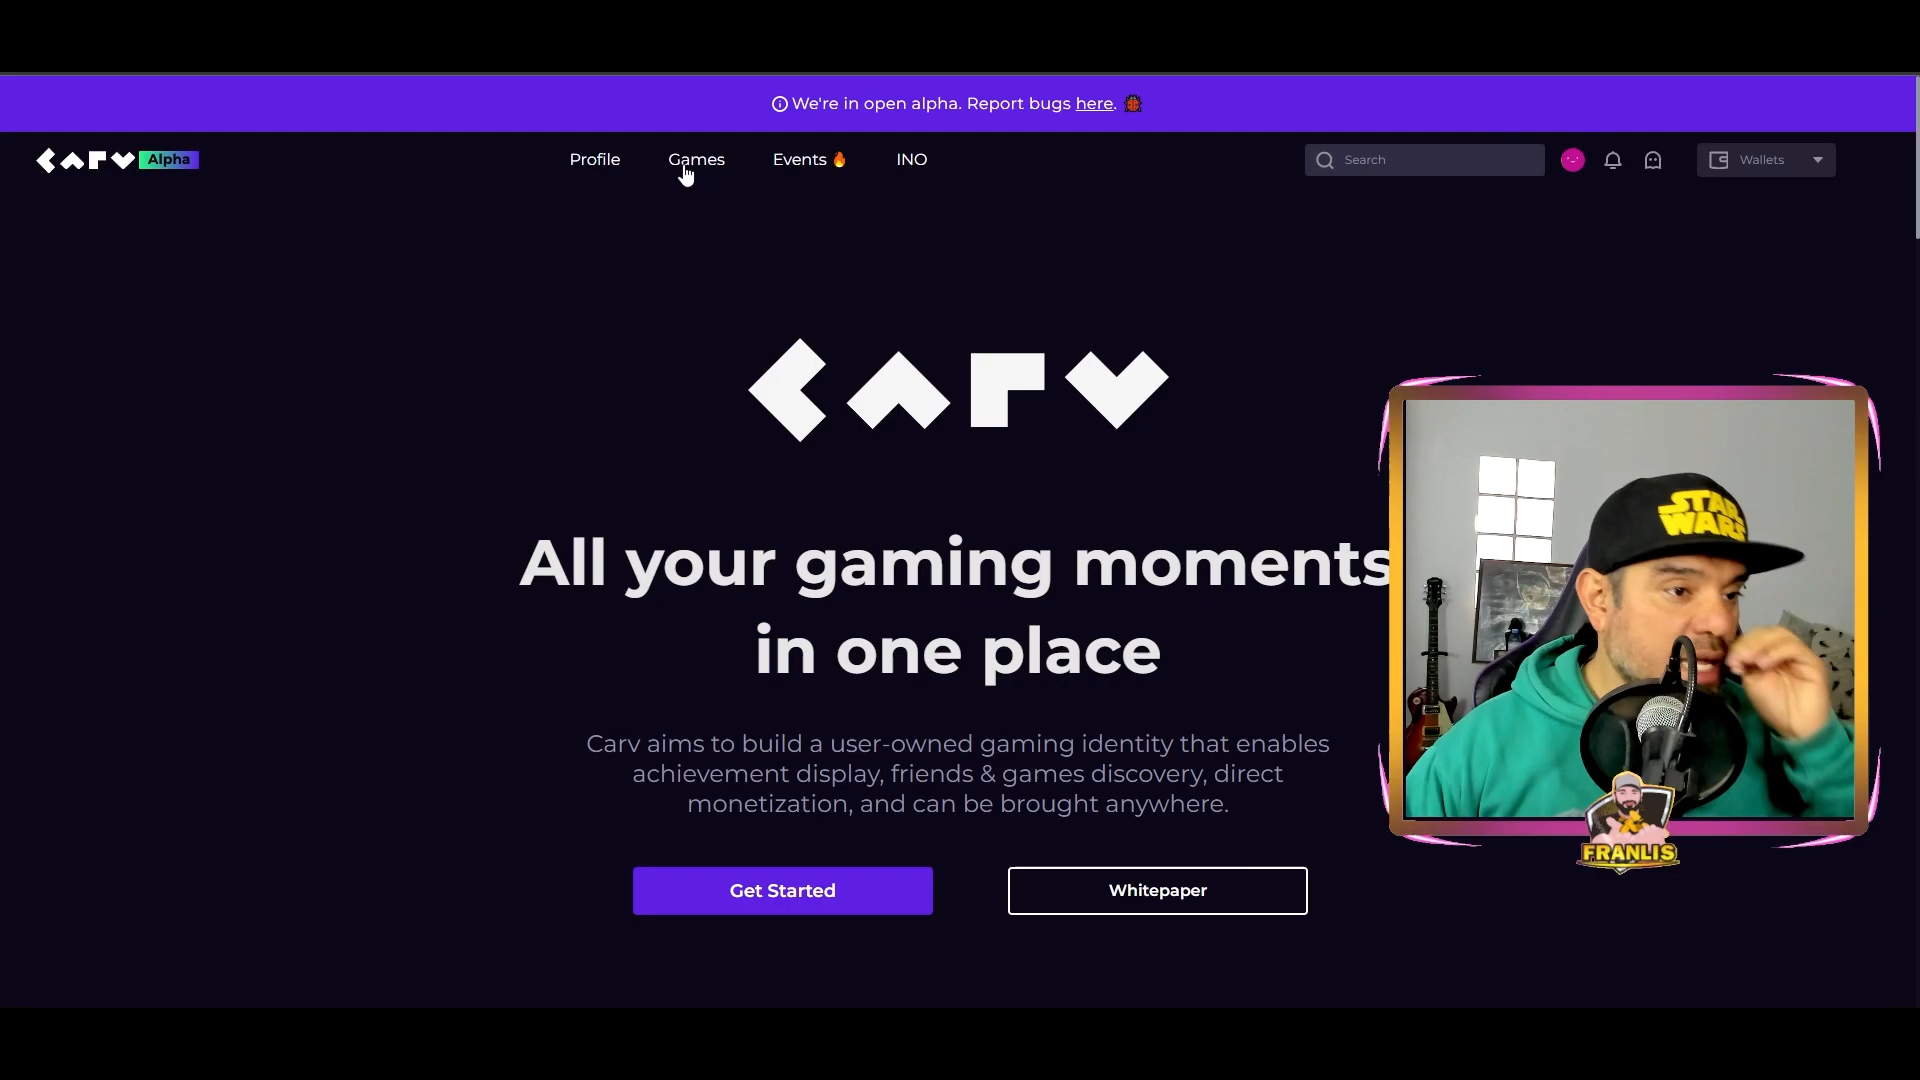 We're in open alpha. Report bugs here.
Carv Alpha
Profile
Games
Events
INO
Search
Wallets
Carv
All your gaming moments
in one place
Carv aims to build a user-owned gaming identity that enables
achievement display, friends & games discovery, direct
monetization, and can be brought anywhere.
Get Started
Whitepaper
STAR
WARS
FRANLIS